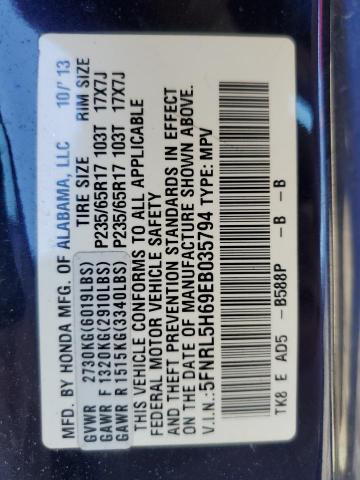 MFD. BY HONDA MFG. OF ALABAMA, LLC 10/'13
TIRE SIZE RIM SIZE
GVWR 2730KG(6019LBS)
GAWR F 1320KG(2910LBS) P235/65R17 103T 17X7J
GAWR R 1515KG(3340LBS) P235/65R17 103T 17X7J
THIS VEHICLE CONFORMS TO ALL APPLICABLE
FEDERAL MOTOR VEHICLE SAFETY
AND THEFT PREVENTION STANDARDS IN EFFECT
ON THE DATE OF MANUFACTURE SHOWN ABOVE.
V.I.N.:5FNRL5H69EB035794 TYPE: MPV
TK8 E AD5 -B588P -B -B